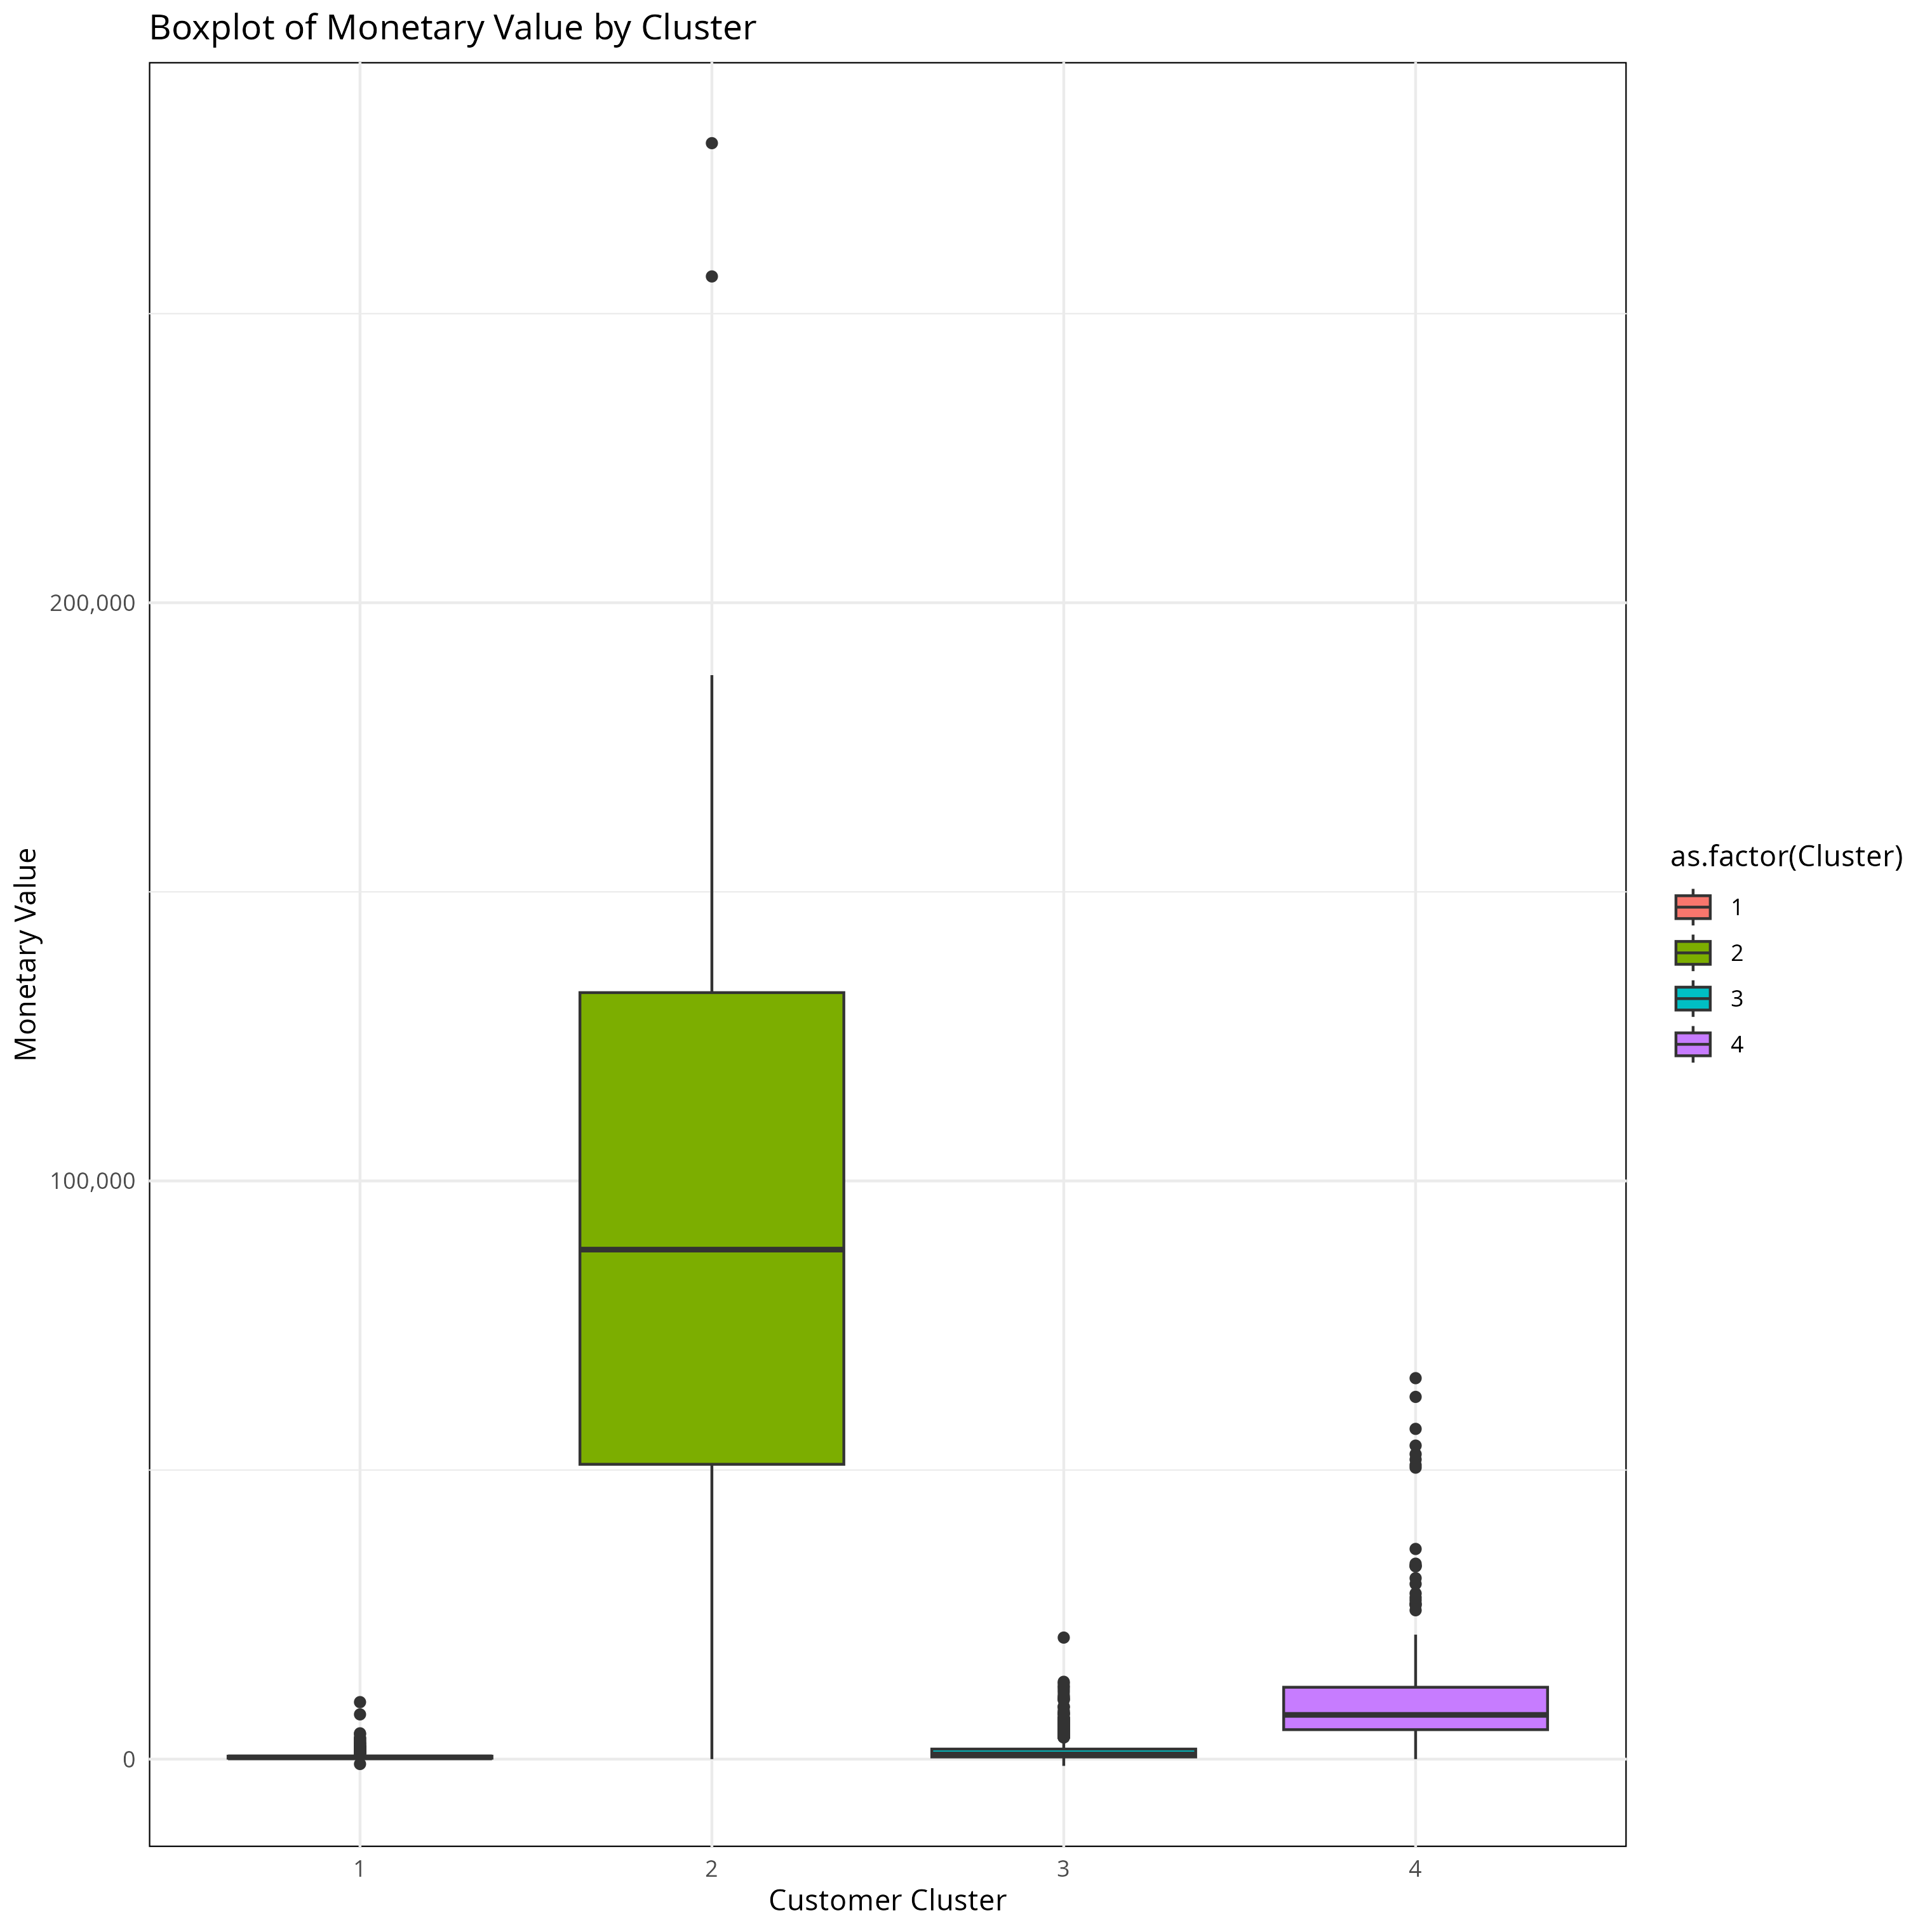 Boxplot of Monetary Value by Cluster
Monetary Value
200,000
100,000
0
1
2
3
4
Customer Cluster
as.factor(Cluster)
1
2
3
4